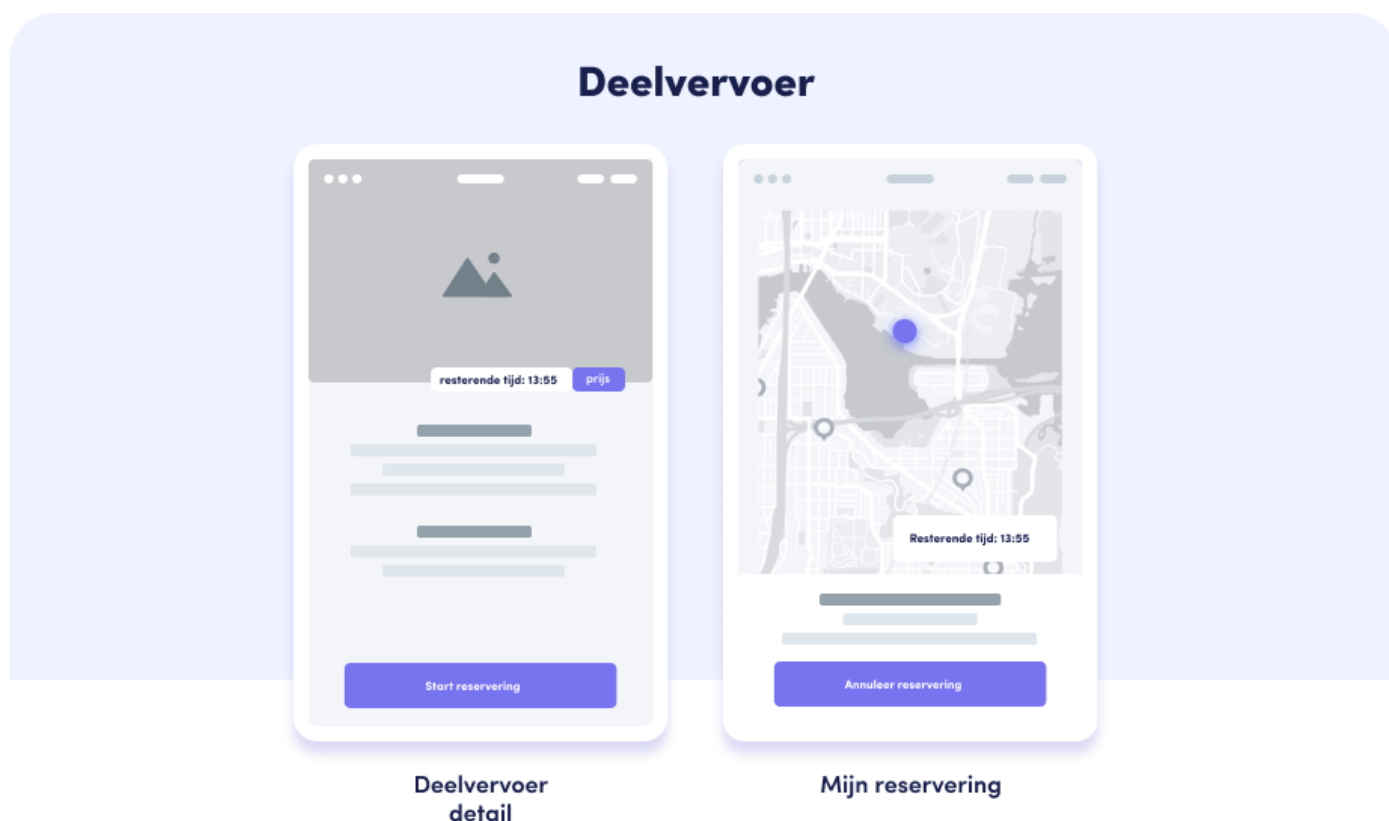 Deelvervoer
resterende tijd: 13:55
prijs
Start reservering
Resterende tijd: 13:55
Annuleer reservering
Deelvervoer
detail
Mijn reservering